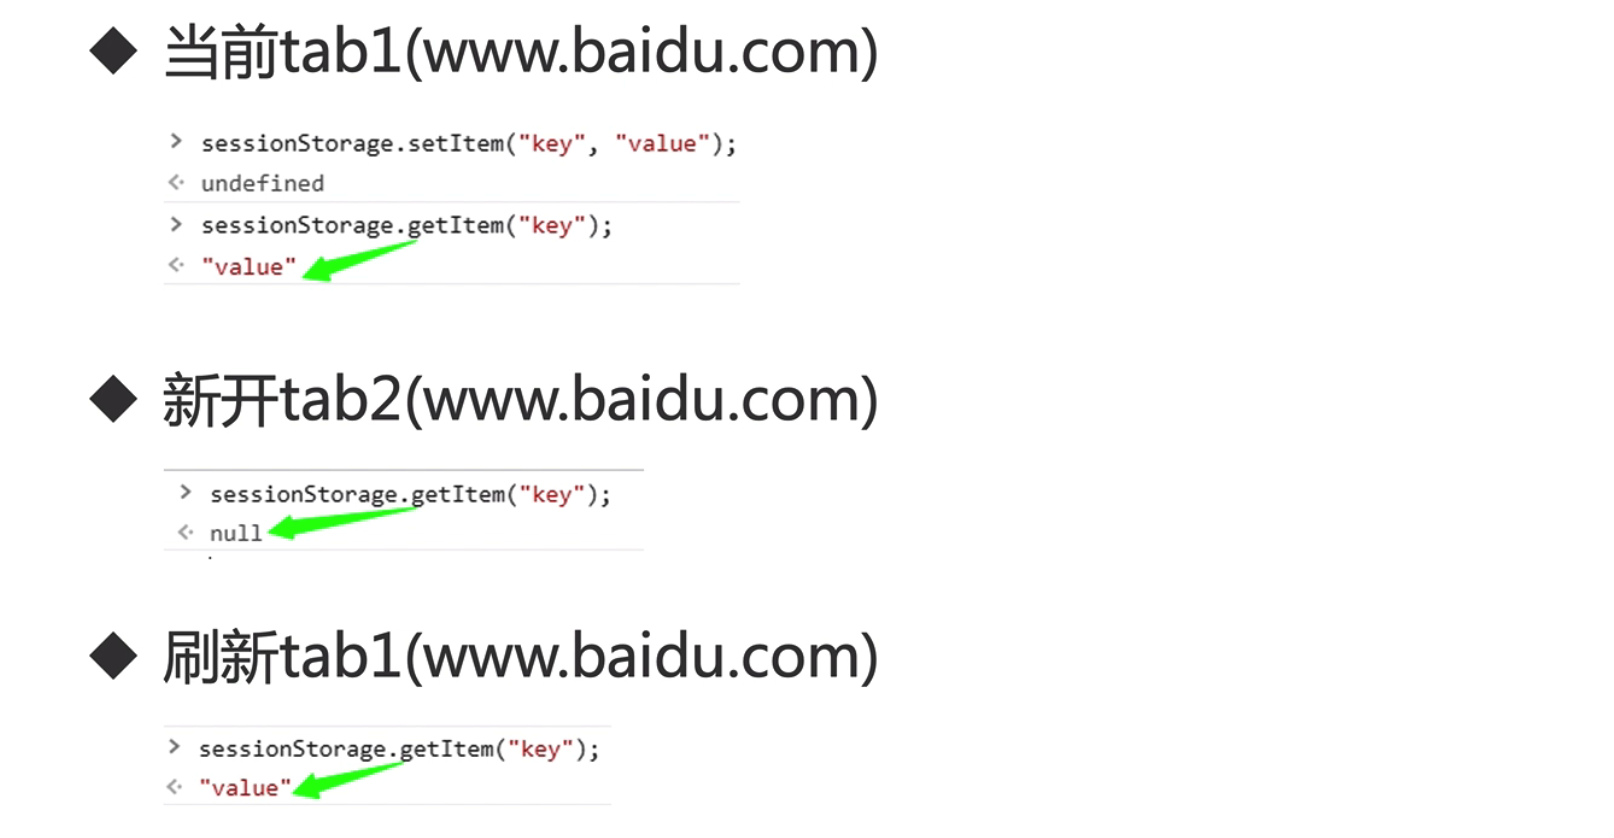 ◆ 当前tab1(www.baidu.com)
> sessionStorage.setItem("key", "value");
<· undefined
> sessionStorage.getItem("key");
<· "value"
◆ 新开tab2(www.baidu.com)
> sessionStorage.getItem("key");
<· null
◆ 刷新tab1(www.baidu.com)
> sessionStorage.getItem("key");
<· "value"